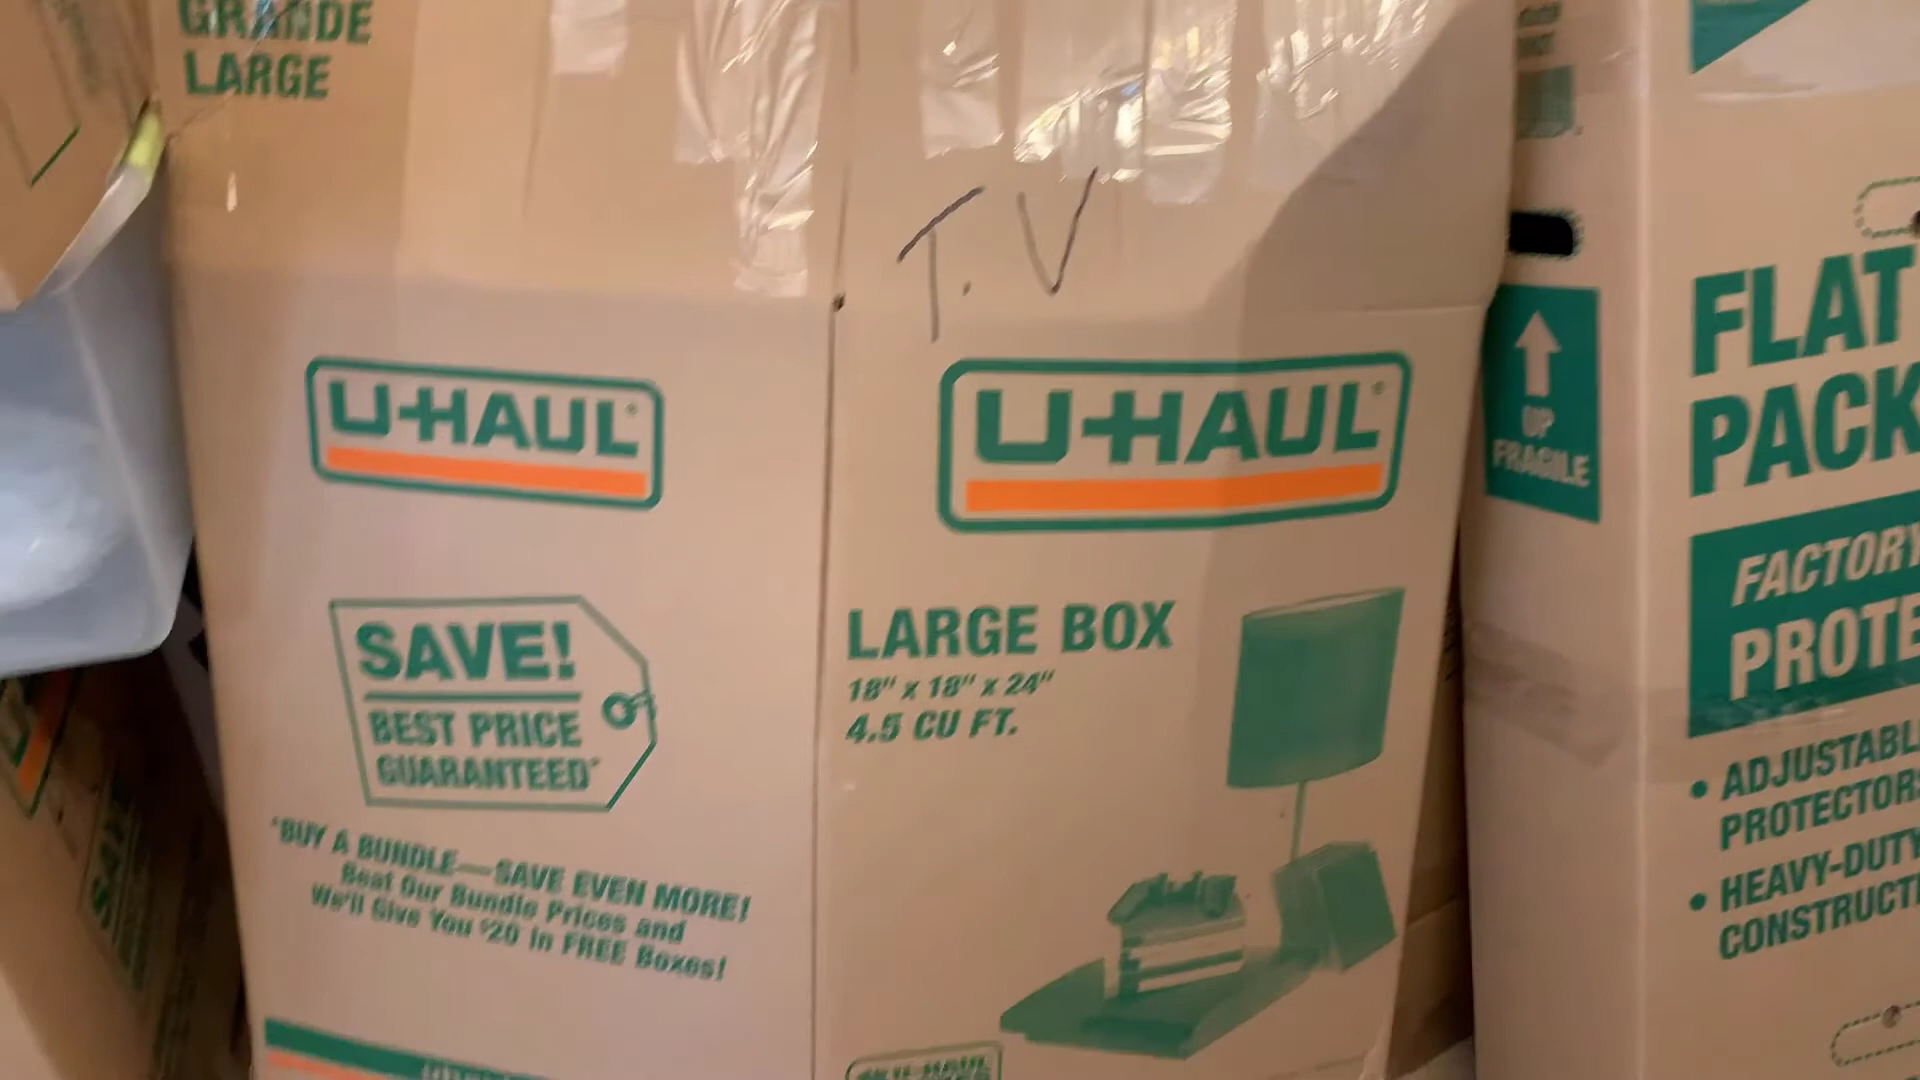 GRANDE
LARGE
T.V
U-HAUL®
SAVE!
BEST PRICE
GUARANTEED*
*BUY A BUNDLE—SAVE EVEN MORE!
Beat Our Bundle Prices and
We'll Give You $20 in FREE Boxes!
U-HAUL®
LARGE BOX
18" x 18" x 24"
4.5 CU FT.
UP
FRAGILE
FLAT
PACK
FACTORY
PROTE
• ADJUSTABL
PROTECTOR
• HEAVY-DUTY
CONSTRUCTI